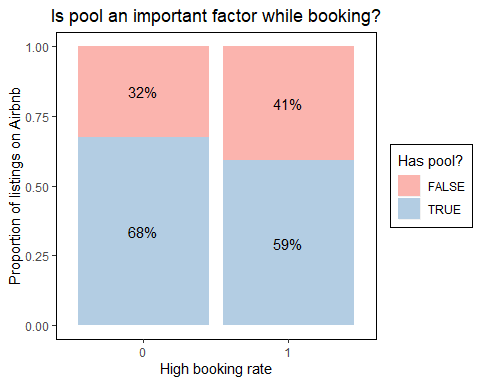 Is pool an important factor while booking?
Proportion of listings on Airbnb
1.00
0.75
0.50
0.25
0.00
32%
41%
68%
59%
0
1
High booking rate
Has pool?
FALSE
TRUE